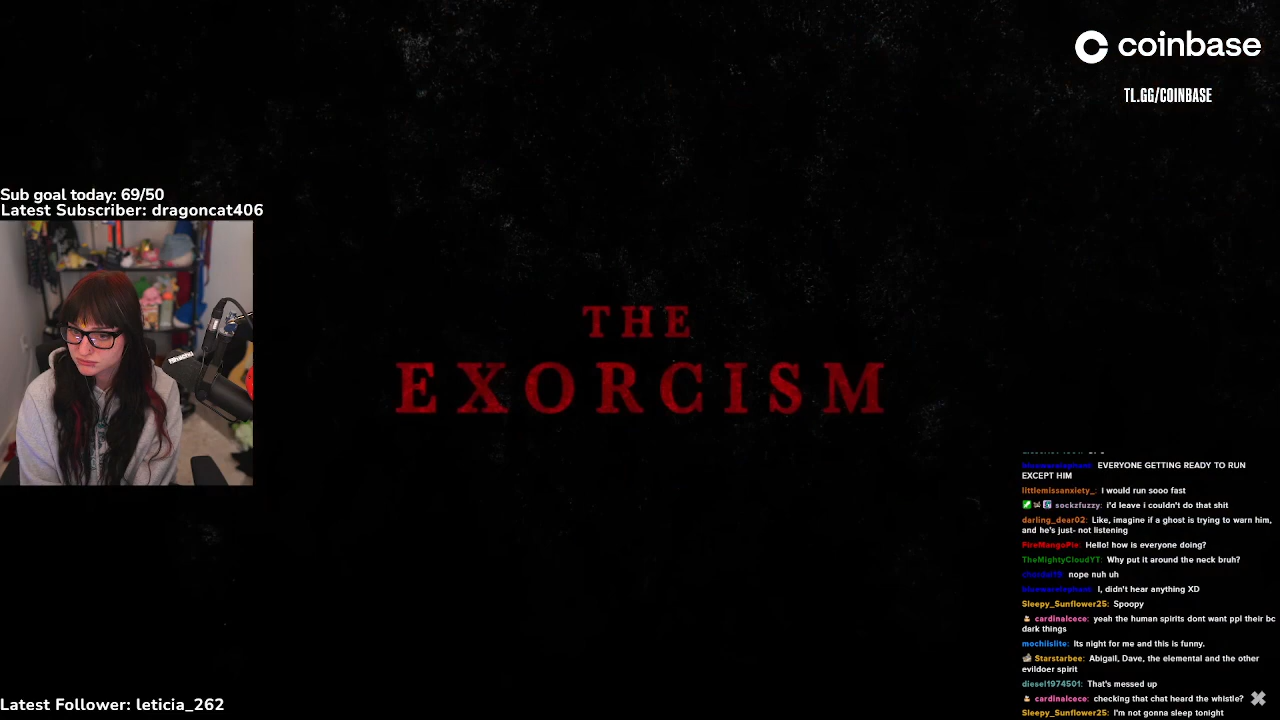 coinbase
TL.GG/COINBASE
Sub goal today: 69/50
Latest Subscriber: dragoncat406
THE
EXORCISM
EVERYONE GETTING READY TO RUN
EXCEPT HIM
littlemissanxiety_: I would run sooo fast
sockzfuzzy: i'd leave i couldn't do that shit
darling_dear02: Like, imagine if a ghost is trying to warn him,
and he's just- not listening
FireMangoPie: Hello! how is everyone doing?
TheMightyCloudYT: Why put it around the neck bruh?
nope nuh uh
I, didn't hear anything XD
Sleepy_Sunflower25: Spoopy
cardinalcece: yeah the human spirits dont want ppl their bc
dark things
mochiislite: Its night for me and this is funny.
Starstarbee: Abigail, Dave, the elemental and the other
evildoer spirit
diesel1974501: That's messed up
cardinalcece: checking that chat heard the whistle?
Sleepy_Sunflower25: I'm not gonna sleep tonight
Latest Follower: leticia_262